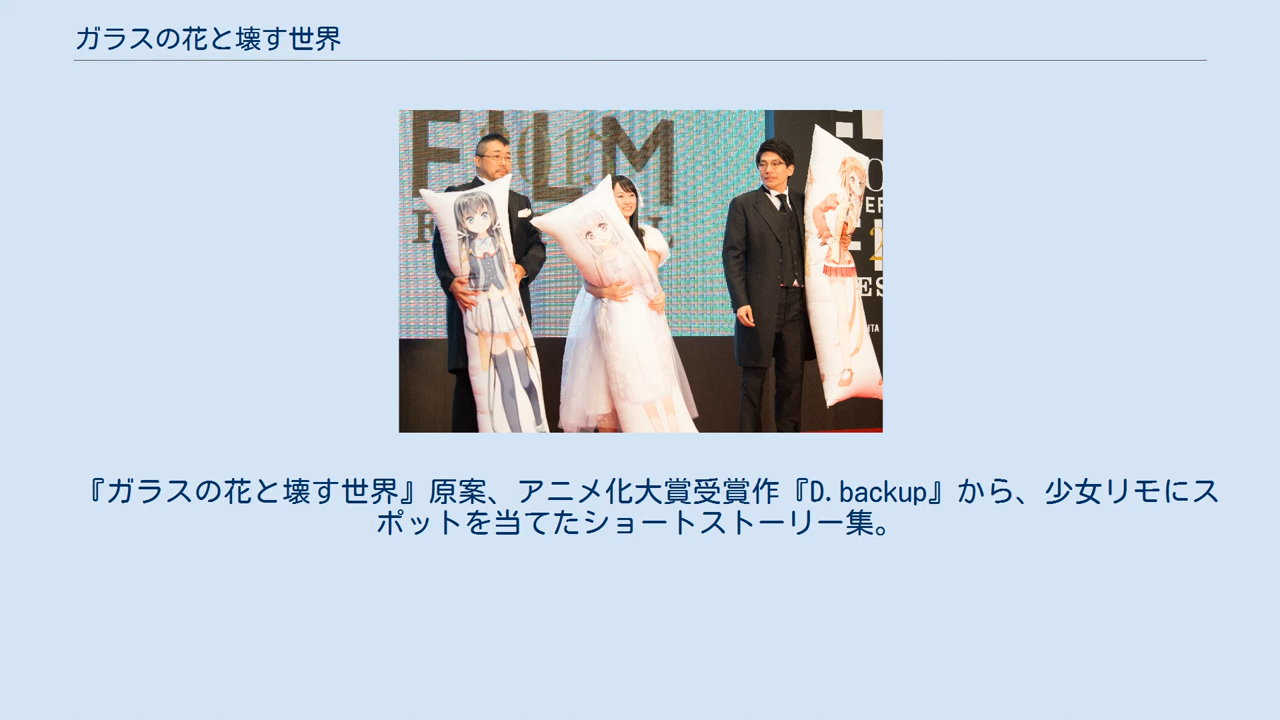 ガラスの花と壊す世界
FILM
『ガラスの花と壊す世界』原案、アニメ化大賞受賞作『D.backup』から、少女リモにス
ポットを当てたショートストーリー集。